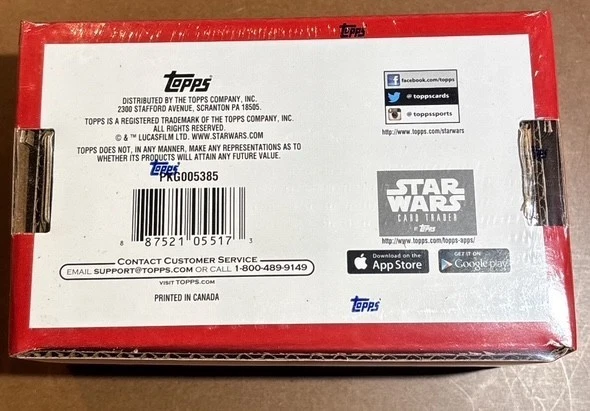 TOPPS
TOPPS
DISTRIBUTED BY THE TOPPS COMPANY, INC.
2300 STAFFORD AVENUE, SCRANTON PA 18505.
TOPPS IS A REGISTERED TRADEMARK OF THE TOPPS COMPANY, INC.
ALL RIGHTS RESERVED.
© & ™ LUCASFILM LTD. WWW.STARWARS.COM
TOPPS DOES NOT, IN ANY MANNER, MAKE ANY REPRESENTATIONS AS TO
WHETHER ITS PRODUCTS WILL ATTAIN ANY FUTURE VALUE.
TOPPS
PKG005385
8 87521 05517 3
CONTACT CUSTOMER SERVICE
EMAIL SUPPORT@TOPPS.COM OR CALL 1-800-489-9149
VISIT TOPPS.COM
PRINTED IN CANADA
facebook.com/topps
@toppscards
@toppssports
http://www.topps.com/starwars
STAR
WARS
CARD TRADER
BY TOPPS
http://www.topps.com/topps-apps/
Download on the
App Store
GET IT ON
Google play
TOPPS